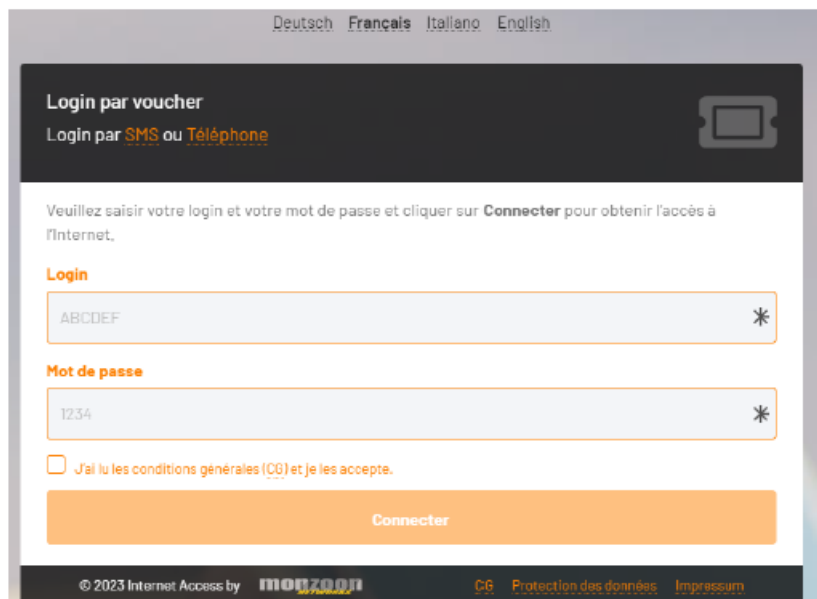 Deutsch Français Italiano English
Login par voucher
Login par SMS ou Téléphone
Veuillez saisir votre login et votre mot de passe et cliquer sur Connecter pour obtenir l'accès à
l'Internet.
Login
ABCDEF
Mot de passe
1234
J'ai lu les conditions générales (CG) et je les accepte.
Connecter
© 2023 Internet Access by monzoon NETWORKS CG Protection des données Impressum